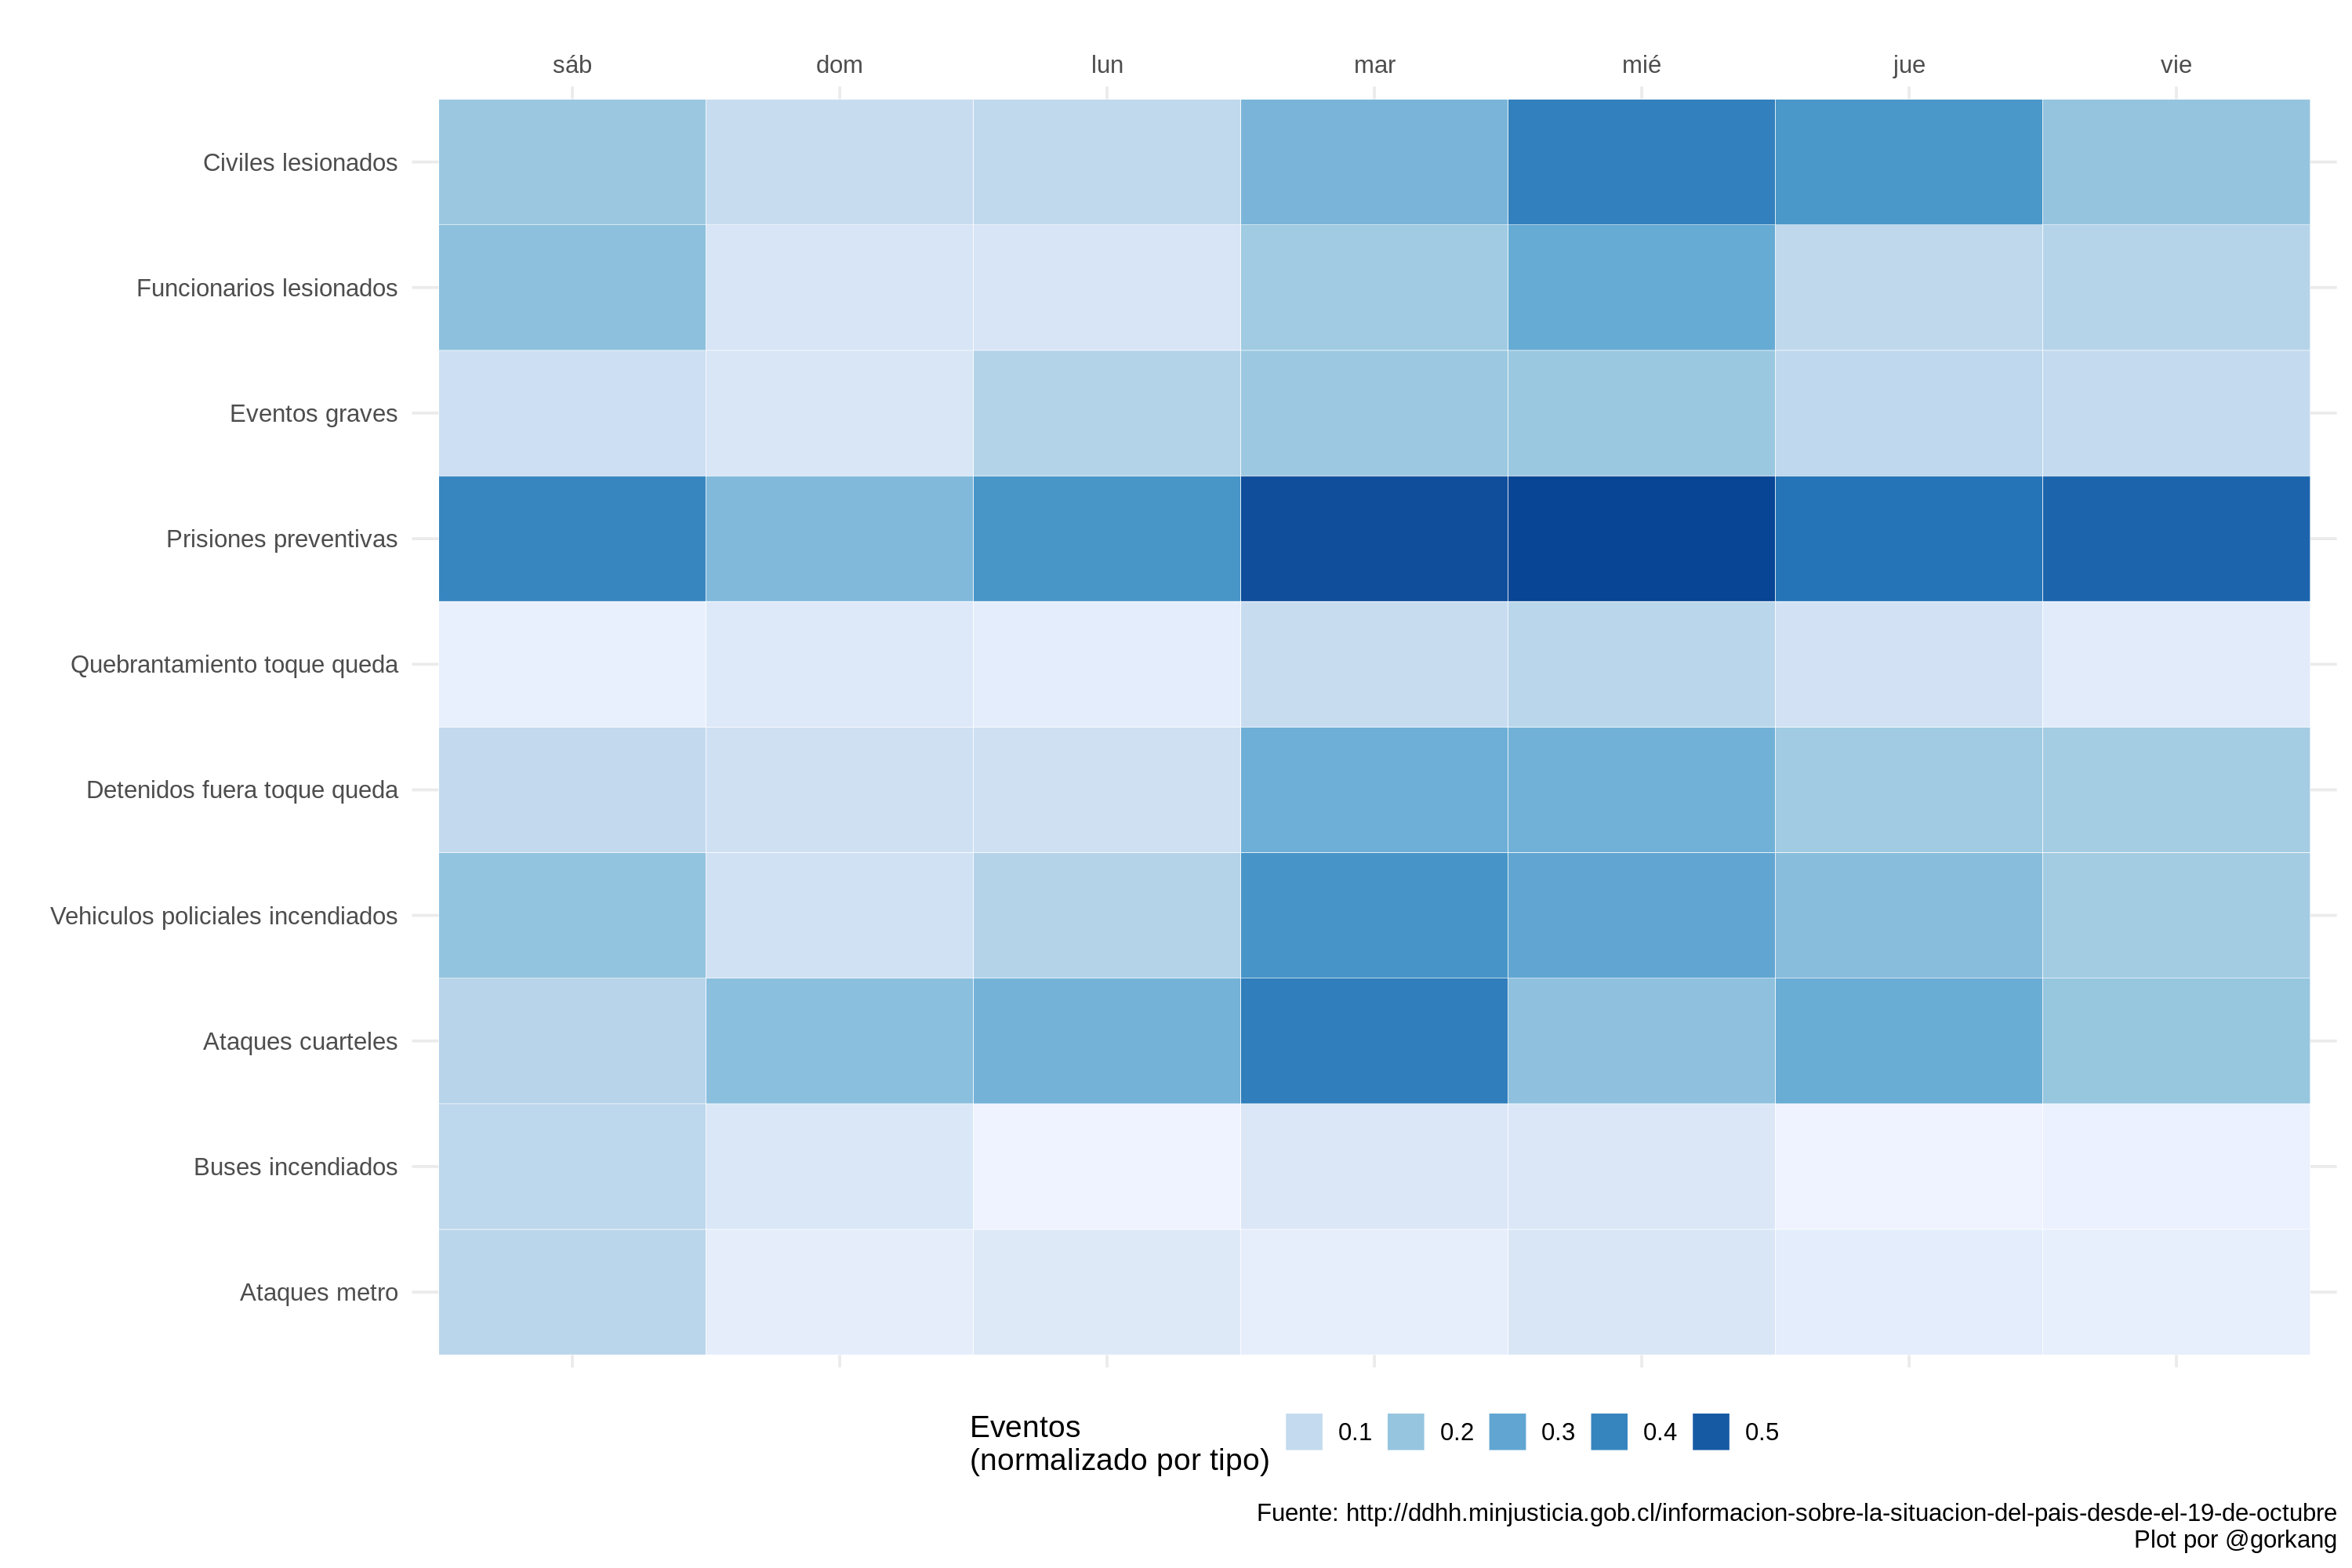 sáb dom lun mar mié jue vie
Civiles lesionados
Funcionarios lesionados
Eventos graves
Prisiones preventivas
Quebrantamiento toque queda
Detenidos fuera toque queda
Vehiculos policiales incendiados
Ataques cuarteles
Buses incendiados
Ataques metro
Eventos
(normalizado por tipo)
0.1 0.2 0.3 0.4 0.5
Fuente: http://ddhh.minjusticia.gob.cl/informacion-sobre-la-situacion-del-pais-desde-el-19-de-octubre
Plot por @gorkang